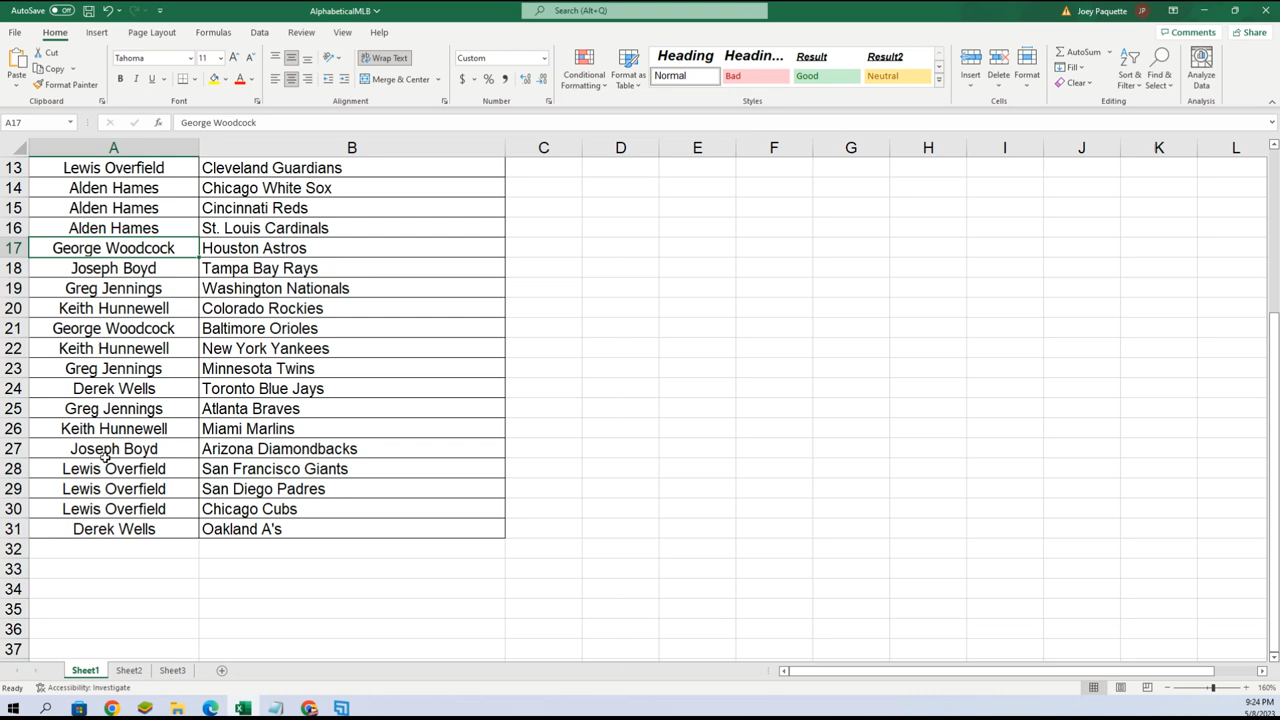 AutoSave Off AlphabeticalMLB Search (Alt+Q) Joey Paquette JP
File Home Insert Page Layout Formulas Data Review View Help Comments Share
Paste Cut Copy Format Painter Clipboard
Tahoma 11 B I U A Font
Wrap Text Merge & Center Alignment
Custom $ % , Number
Conditional Formatting Format as Table
Heading Headin... Result Result2
Normal Bad Good Neutral
Styles
Insert Delete Format Cells
AutoSum Fill Clear Sort & Filter Find & Select Editing
Analyze Data Analysis
A17 fx George Woodcock
A B C D E F G H I J K L
13 Lewis Overfield Cleveland Guardians
14 Alden Hames Chicago White Sox
15 Alden Hames Cincinnati Reds
16 Alden Hames St. Louis Cardinals
17 George Woodcock Houston Astros
18 Joseph Boyd Tampa Bay Rays
19 Greg Jennings Washington Nationals
20 Keith Hunnewell Colorado Rockies
21 George Woodcock Baltimore Orioles
22 Keith Hunnewell New York Yankees
23 Greg Jennings Minnesota Twins
24 Derek Wells Toronto Blue Jays
25 Greg Jennings Atlanta Braves
26 Keith Hunnewell Miami Marlins
27 Joseph Boyd Arizona Diamondbacks
28 Lewis Overfield San Francisco Giants
29 Lewis Overfield San Diego Padres
30 Lewis Overfield Chicago Cubs
31 Derek Wells Oakland A's
32
33
34
35
36
37
Sheet1 Sheet2 Sheet3
Ready Accessibility: Investigate 160%
9:24 PM
5/8/2023